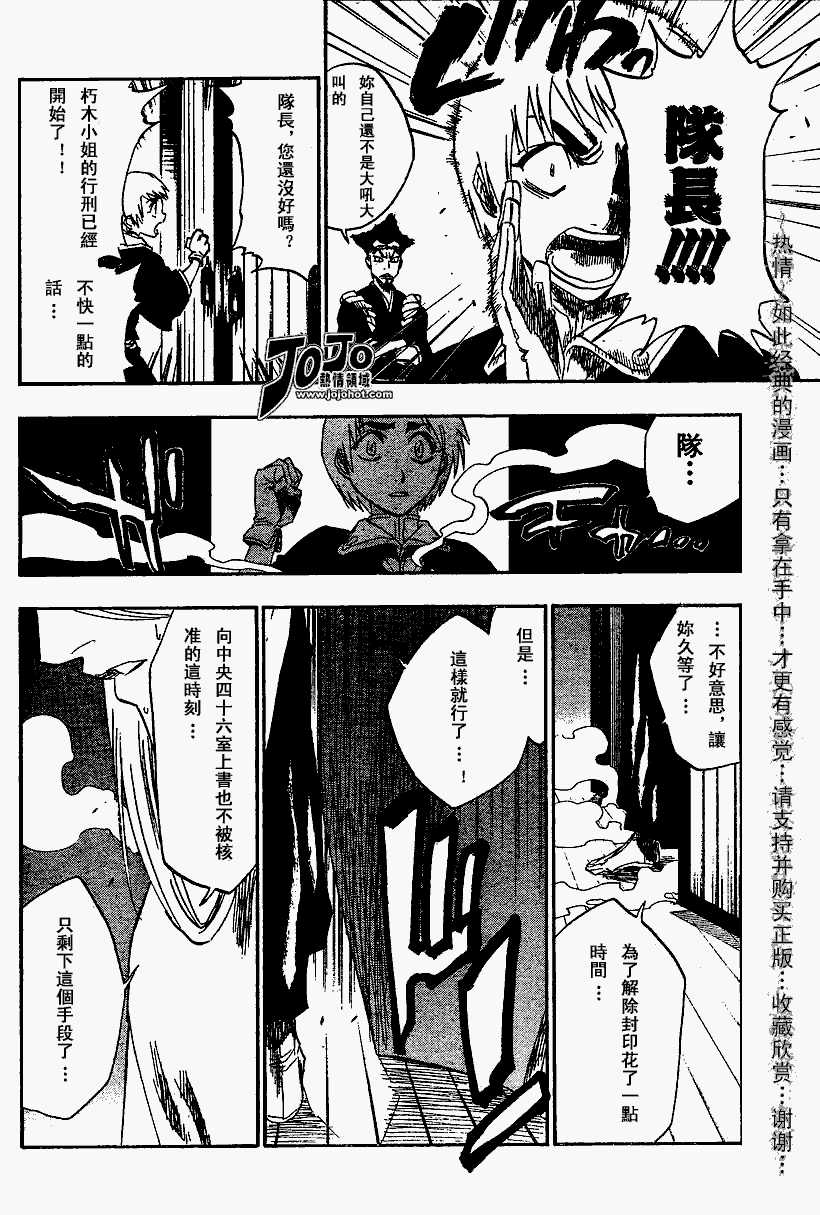 隊長!!!!
妳自己還不是大吼大
叫的
隊長，您還沒好嗎？
朽木小姐的行刑已經
開始了！！
不快一點的
話…
JOJO
熱情領域
www.jojohot.com
隊…
…不好意思，讓
妳久等了…
為了解除封印花了一點
時間…
但是…
這樣就行了…！
向中央四十六室上書也不被核
准的這時刻…
只剩下這個手段了…
热情，如此经典的漫画…只有拿在手中…才更有感觉…请支持并购买正版…收藏欣赏…谢谢…